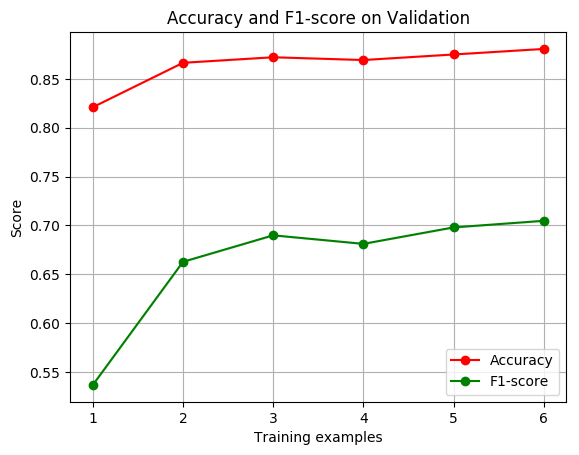 Accuracy and F1-score on Validation
0.85
0.80
0.75
0.70
0.65
0.60
0.55
Score
Accuracy
F1-score
1 2 3 4 5 6
Training examples